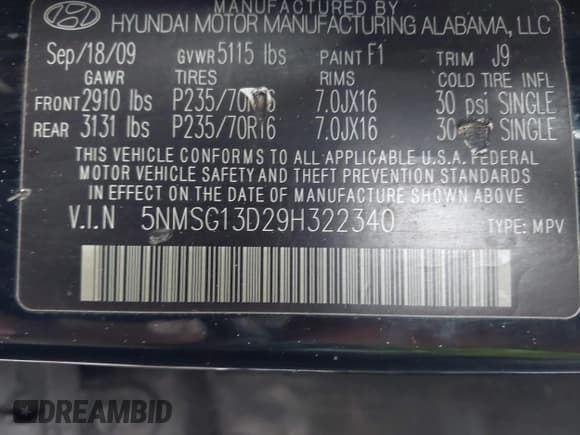 MANUFACTURED BY
HYUNDAI MOTOR MANUFACTURING ALABAMA, LLC
Sep/18/09 GVWR 5115 lbs PAINT F1 TRIM J9
GAWR TIRES RIMS COLD TIRE INFL
FRONT 2910 lbs P235/70R16 7.0JX16 30 psi SINGLE
REAR 3131 lbs P235/70R16 7.0JX16 30 SINGLE
THIS VEHICLE CONFORMS TO ALL APPLICABLE U.S.A. FEDERAL
MOTOR VEHICLE SAFETY AND THEFT PREVENTION STANDARDS
IN EFFECT ON THE DATE OF MANUFACTURE SHOWN ABOVE
V.I.N 5NMSG13D29H322340 TYPE: MPV
DREAMBID